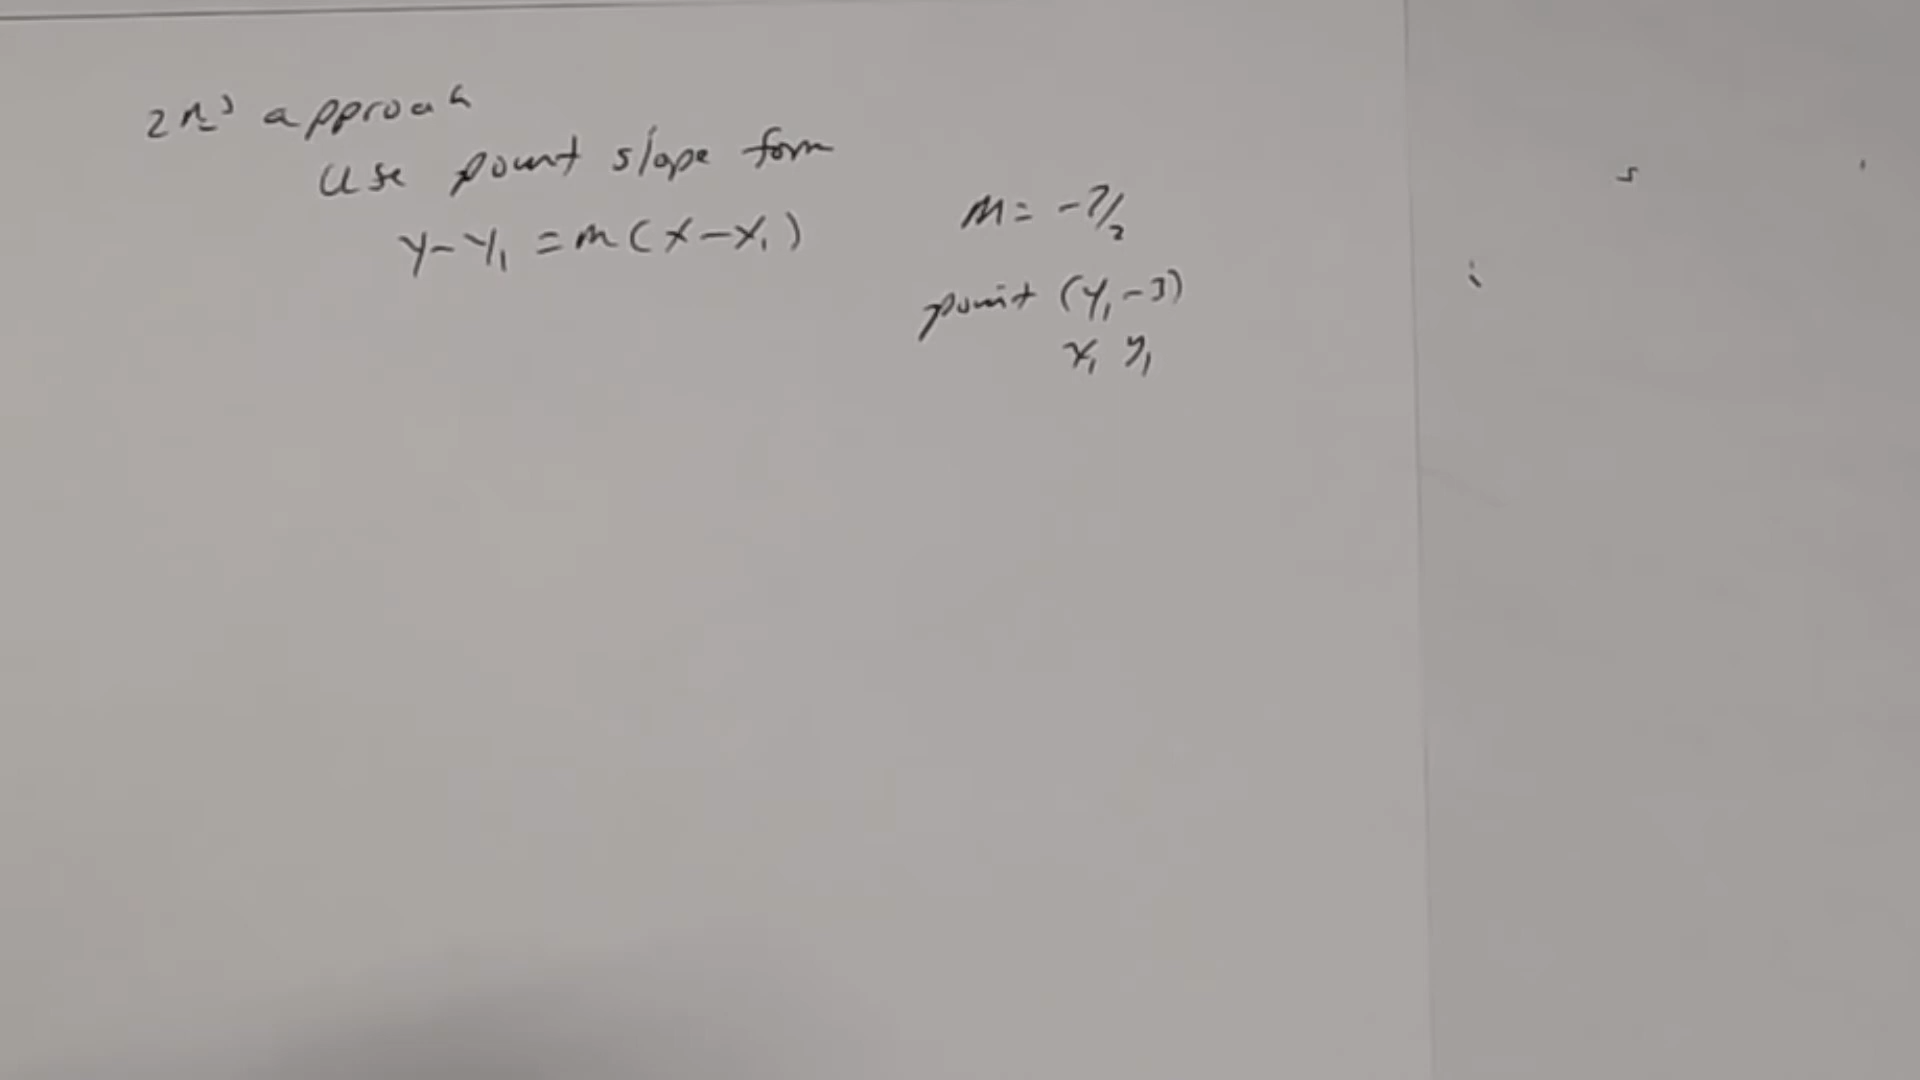 2nd approach
Use point slope form
y-y₁ = m(x-x₁)
m = -7/2
point (4, -3)
x₁ y₁